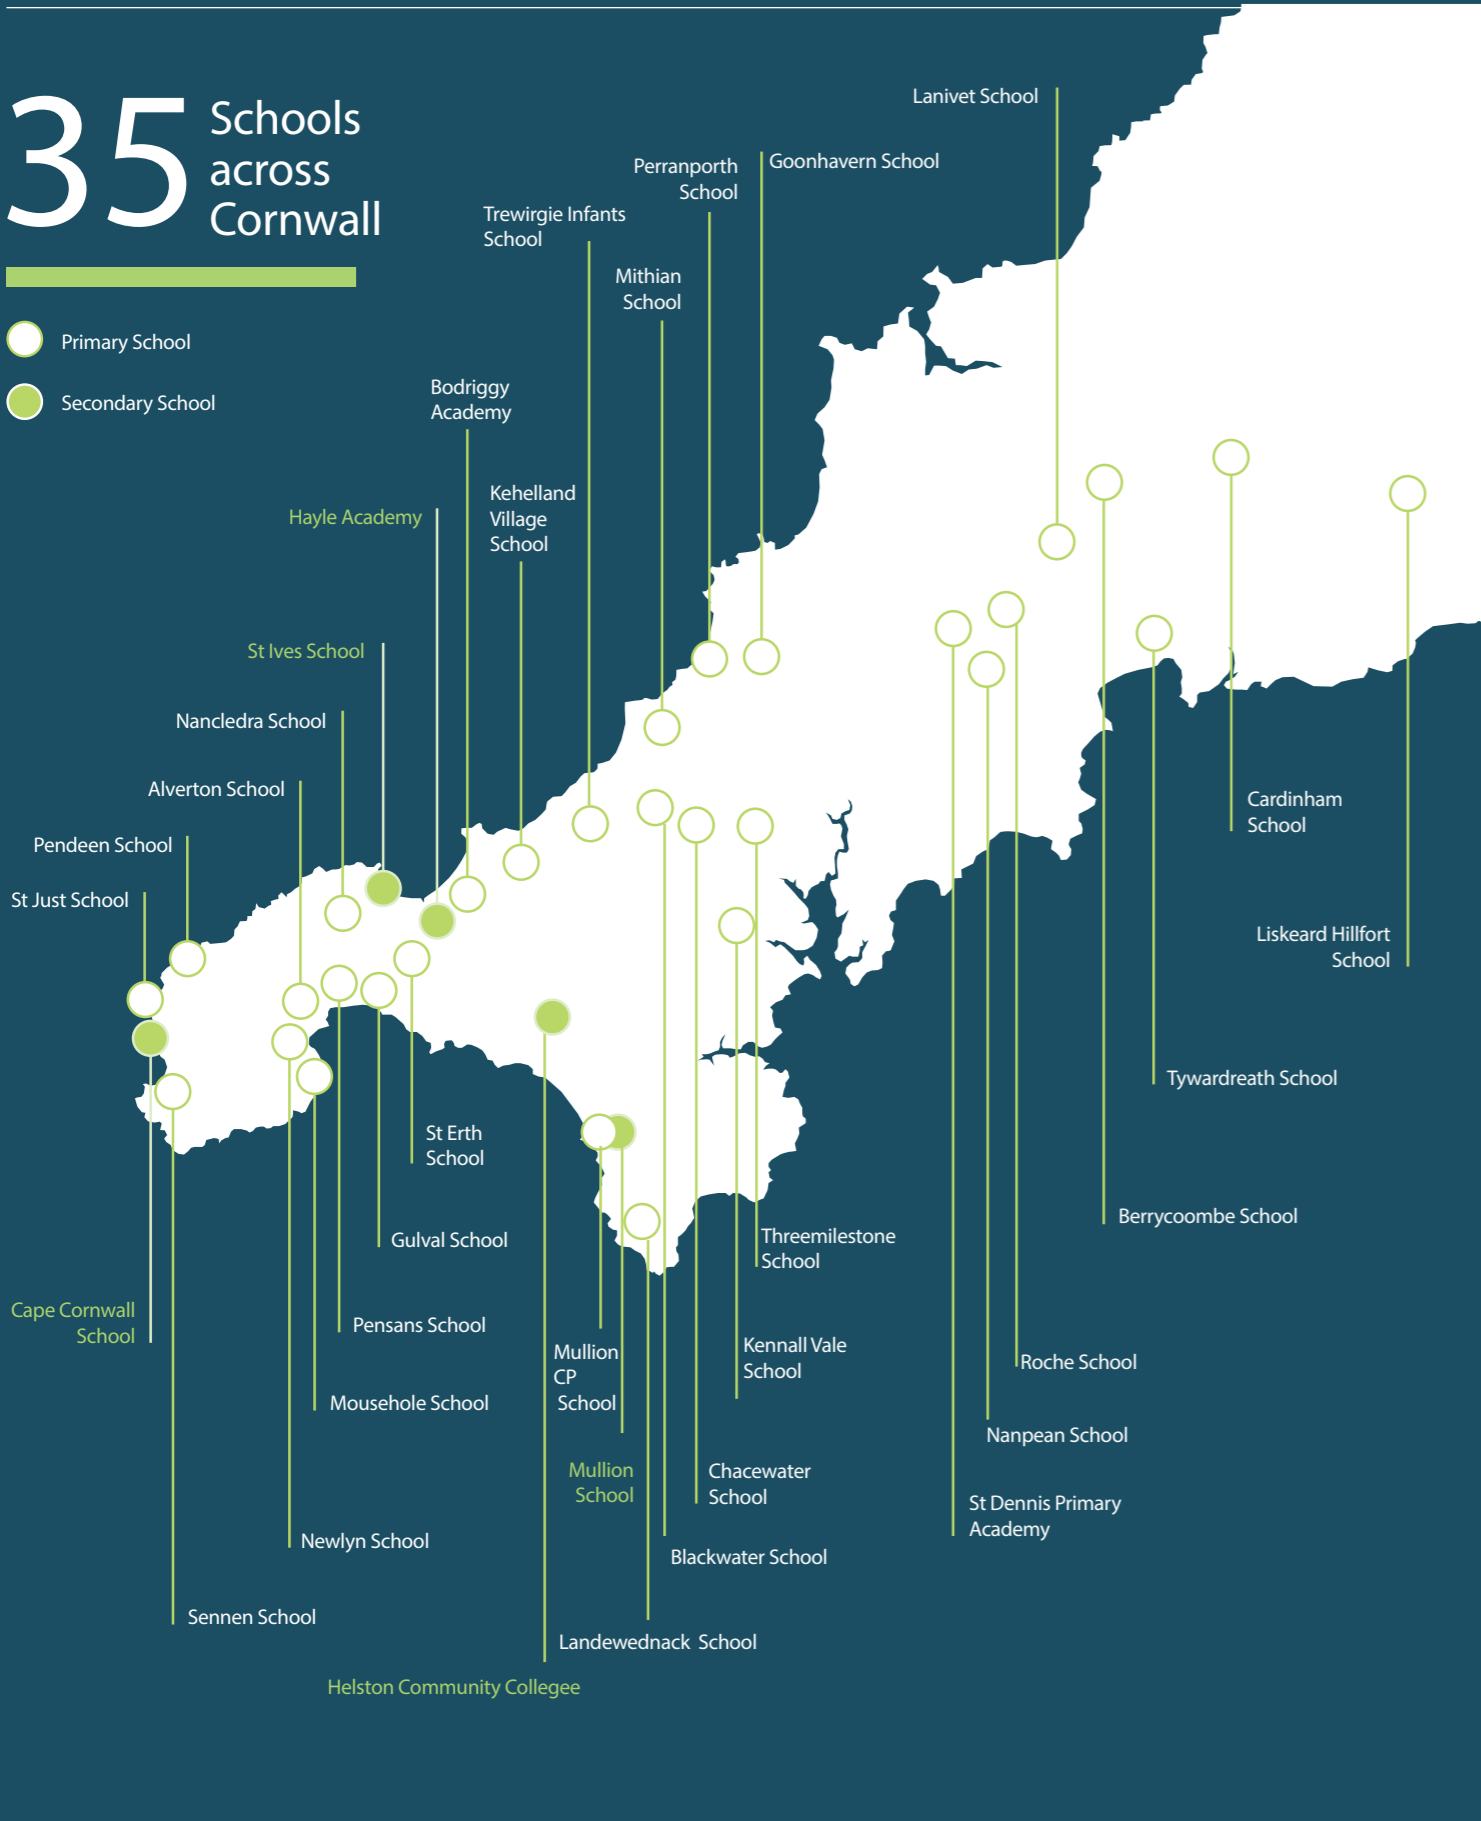 35
Schools
across
Cornwall
Primary School
Secondary School
Lanivet School
Goonhavern School
Perranporth
School
Trewirgie Infants
School
Mithian
School
Bodriggy
Academy
Kehelland
Village
School
Hayle Academy
St Ives School
Nancledra School
Alverton School
Pendeen School
St Just School
Cardinham
School
Liskeard Hillfort
School
Tywardreath School
St Erth
School
Berrycoombe School
Gulval School
Threemilestone
School
Cape Cornwall
School
Pensans School
Mullion
CP
School
Kennall Vale
School
Roche School
Mousehole School
Nanpean School
Mullion
School
Chacewater
School
St Dennis Primary
Academy
Newlyn School
Blackwater School
Sennen School
Landewednack School
Helston Community Collegee